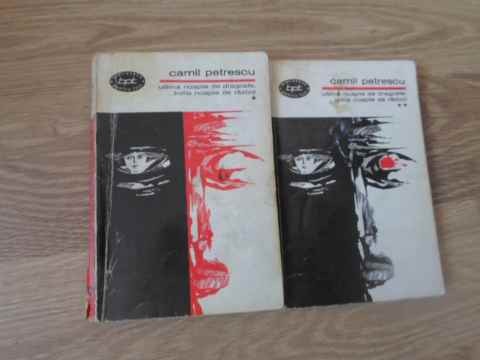 bpt
camil petrescu
ultima noapte de dragoste,
întîia noapte de război
*
bpt
camil petrescu
ultima noapte de dragoste,
întîia noapte de război
**